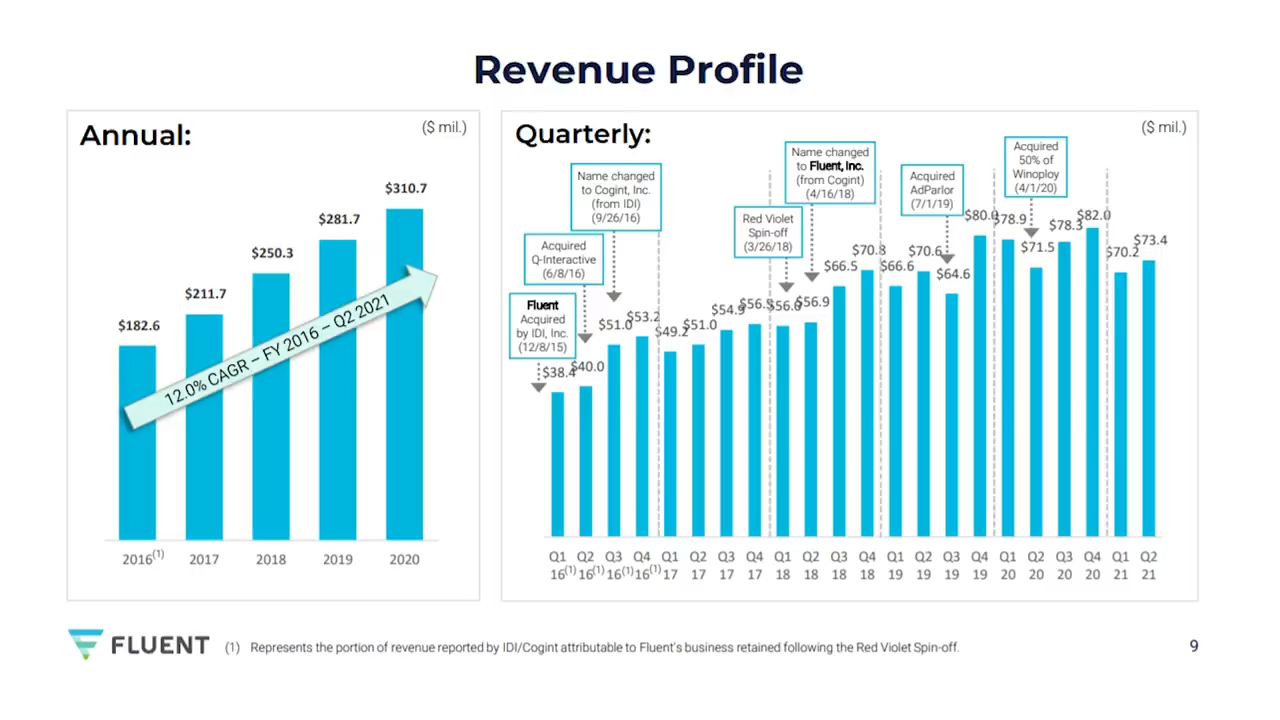 Revenue Profile
Annual:
($ mil.)
$182.6
$211.7
$250.3
$281.7
$310.7
12.0% CAGR – FY 2016 – Q2 2021
2016(1) 2017 2018 2019 2020
Quarterly:
($ mil.)
Fluent
Acquired
by IDI, Inc.
(12/8/15)
Acquired
Q-Interactive
(6/8/16)
Name changed
to Cogint, Inc.
(from IDI)
(9/26/16)
Red Violet
Spin-off
(3/26/18)
Name changed
to Fluent, Inc.
(from Cogint)
(4/16/18)
Acquired
AdParlor
(7/1/19)
Acquired
50% of
Winoploy
(4/1/20)
$38.4 $40.0 $51.0 $53.2 $49.2 $51.0 $54.9 $56.5 $56.0 $56.9 $66.5 $70.8 $66.6 $70.6 $64.6 $80.0 $78.9 $71.5 $78.3 $82.0 $70.2 $73.4
Q1 Q2 Q3 Q4 Q1 Q2 Q3 Q4 Q1 Q2 Q3 Q4 Q1 Q2 Q3 Q4 Q1 Q2 Q3 Q4 Q1 Q2
16(1) 16(1) 16(1) 16(1) 17 17 17 17 18 18 18 18 19 19 19 19 20 20 20 20 21 21
FLUENT
(1) Represents the portion of revenue reported by IDI/Cogint attributable to Fluent's business retained following the Red Violet Spin-off.
9